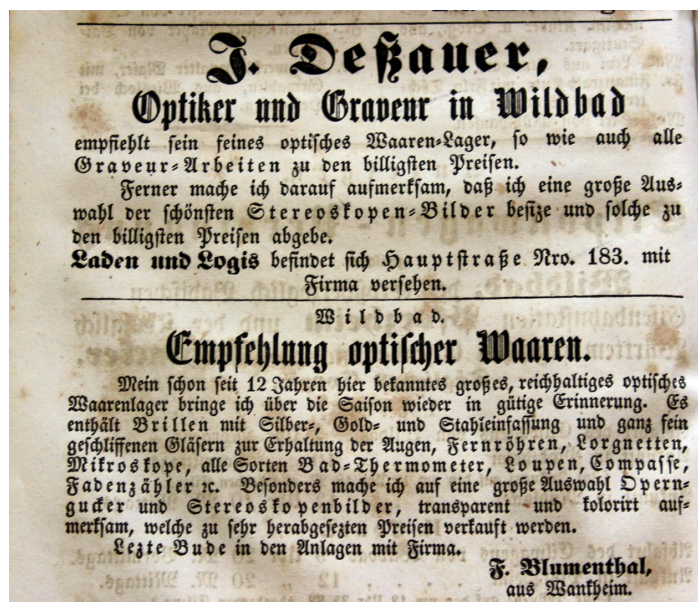 J. Deßauer,
Optiker und Graveur in Wildbad
empfiehlt sein feines optisches Waaren-Lager, so wie auch alle
Graveur-Arbeiten zu den billigsten Preisen.
Ferner mache ich darauf aufmerksam, daß ich eine große Aus-
wahl der schönsten Stereoskopen-Bilder besize und solche zu
den billigsten Preisen abgebe.
Laden und Logis befindet sich Hauptstraße Nro. 183. mit
Firma versehen.
Wildbad.
Empfehlung optischer Waaren.
Mein schon seit 12 Jahren hier bekanntes großes, reichhaltiges optisches
Waarenlager bringe ich über die Saison wieder in gütige Erinnerung. Es
enthält Brillen mit Silber-, Gold- und Stahleinfassung und ganz fein
geschliffenen Gläsern zur Erhaltung der Augen, Fernröhren, Lorgnetten,
Mikroskope, alle Sorten Bad-Thermometer, Loupen, Compasse,
Fadenzähler ꝛc. Besonders mache ich auf eine große Auswahl Opern-
gucker und Stereoskopenbilder, transparent und kolorirt auf-
merksam, welche zu sehr herabgesezten Preisen verkauft werden.
Lezte Bude in den Anlagen mit Firma.
F. Blumenthal,
aus Wankheim.